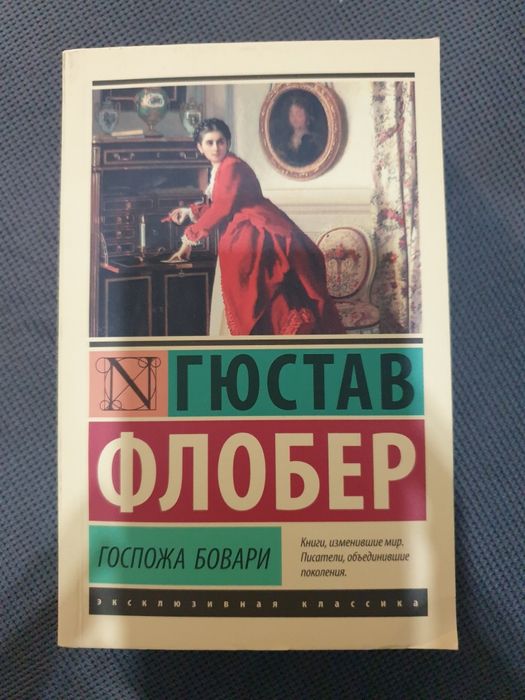 N ГЮСТАВ
ФЛОБЕР
ГОСПОЖА БОВАРИ
Книги, изменившие мир.
Писатели, объединившие
поколения.
эксклюзивная классика